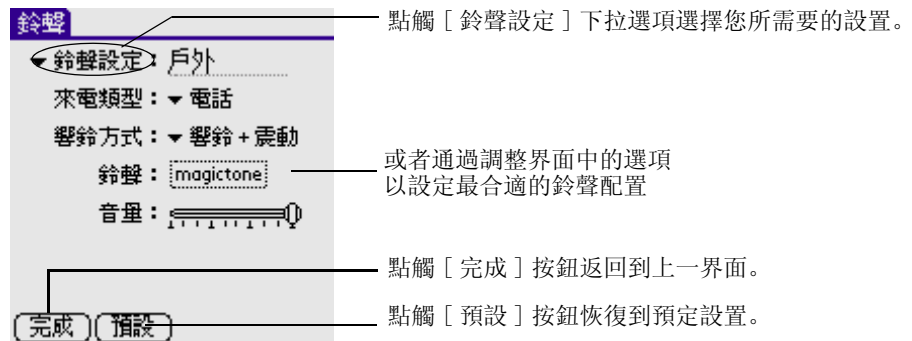 鈴聲
點觸［鈴聲設定］下拉選項選擇您所需要的設置。
鈴聲設定：戶外
來電類型：電話
響鈴方式：響鈴+震動
鈴聲：magictone
或者通過調整界面中的選項
以設定最合適的鈴聲配置
音量：
點觸［完成］按鈕返回到上一界面。
點觸［預設］按鈕恢復到預定設置。
完成 預設